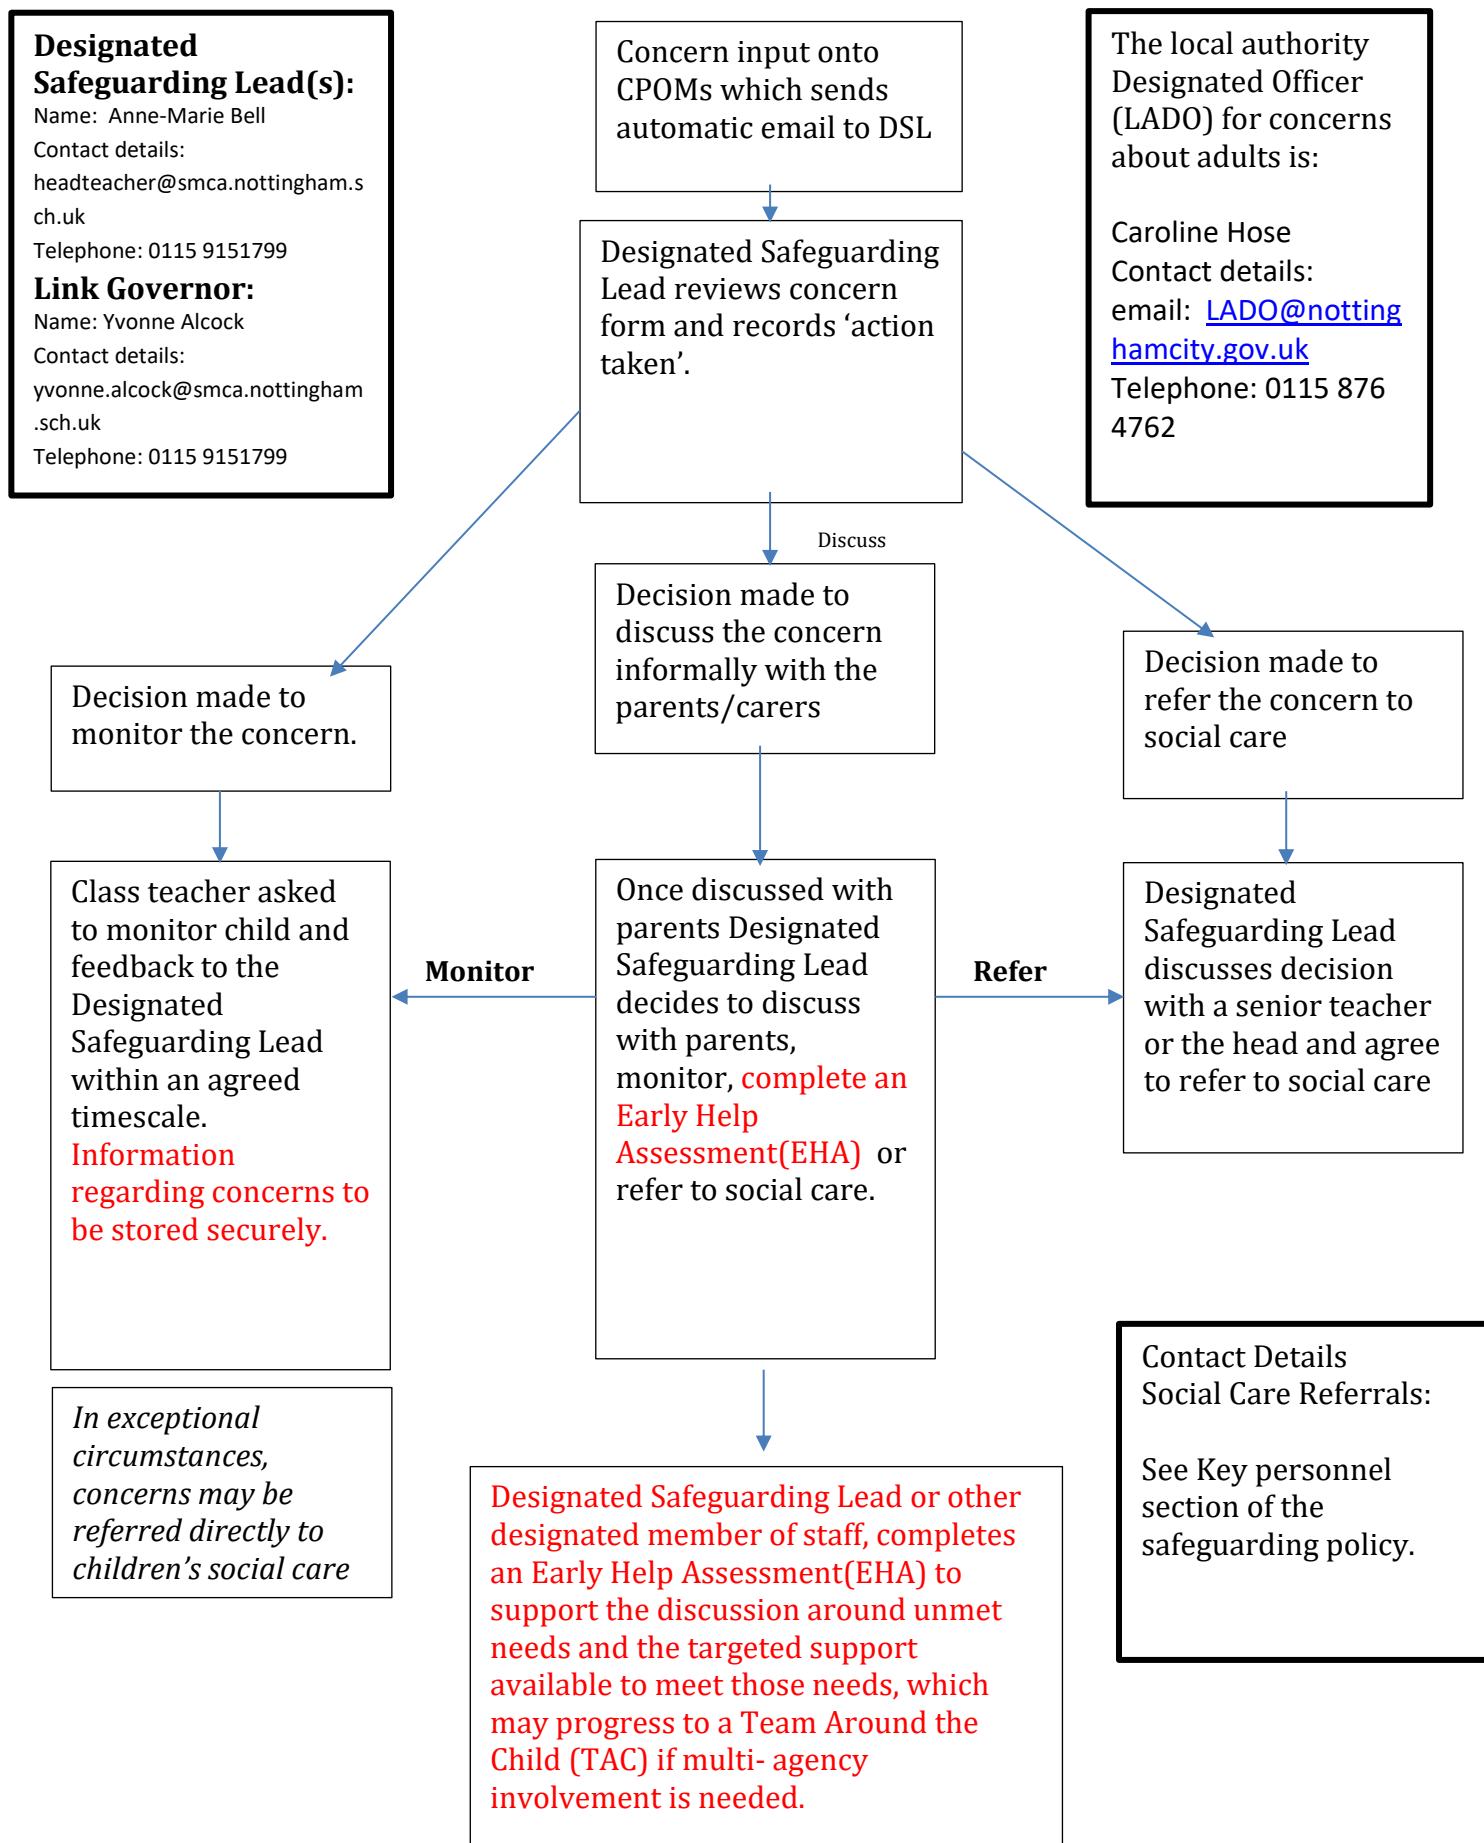 Designated
Safeguarding Lead(s):
Name:  Anne-Marie Bell
Contact details:
headteacher@smca.nottingham.s
ch.uk
Telephone: 0115 9151799
Link Governor:
Name: Yvonne Alcock
Contact details:
yvonne.alcock@smca.nottingham
.sch.uk
Telephone: 0115 9151799
Concern input onto
CPOMs which sends
automatic email to DSL
The local authority
Designated Officer
(LADO) for concerns
about adults is:
Caroline Hose
Contact details:
email:  LADO@notting
hamcity.gov.uk
Telephone: 0115 876
4762
Designated Safeguarding
Lead reviews concern
form and records ‘action
taken’.
Discuss
Decision made to
monitor the concern.
Decision made to
discuss the concern
informally with the
parents/carers
Decision made to
refer the concern to
social care
Class teacher asked
to monitor child and
feedback to the
Designated
Safeguarding Lead
within an agreed
timescale.
Information
regarding concerns to
be stored securely.
Monitor
Once discussed with
parents Designated
Safeguarding Lead
decides to discuss
with parents,
monitor, complete an
Early Help
Assessment(EHA)  or
refer to social care.
Refer
Designated
Safeguarding Lead
discusses decision
with a senior teacher
or the head and agree
to refer to social care
In exceptional
circumstances,
concerns may be
referred directly to
children’s social care
Contact Details
Social Care Referrals:
See Key personnel
section of the
safeguarding policy.
Designated Safeguarding Lead or other
designated member of staff, completes
an Early Help Assessment(EHA) to
support the discussion around unmet
needs and the targeted support
available to meet those needs, which
may progress to a Team Around the
Child (TAC) if multi- agency
involvement is needed.